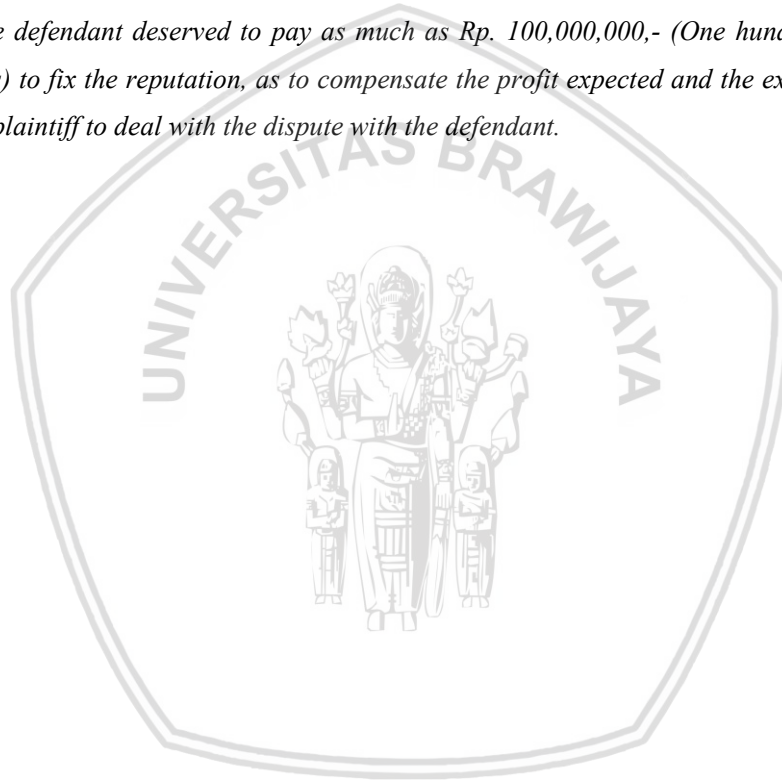 e defendant deserved to pay as much as Rp. 100,000,000,- (One hund
) to fix the reputation, as to compensate the profit expected and the ex
plaintiff to deal with the dispute with the defendant.
UNIVERSITAS BRAWIJAYA